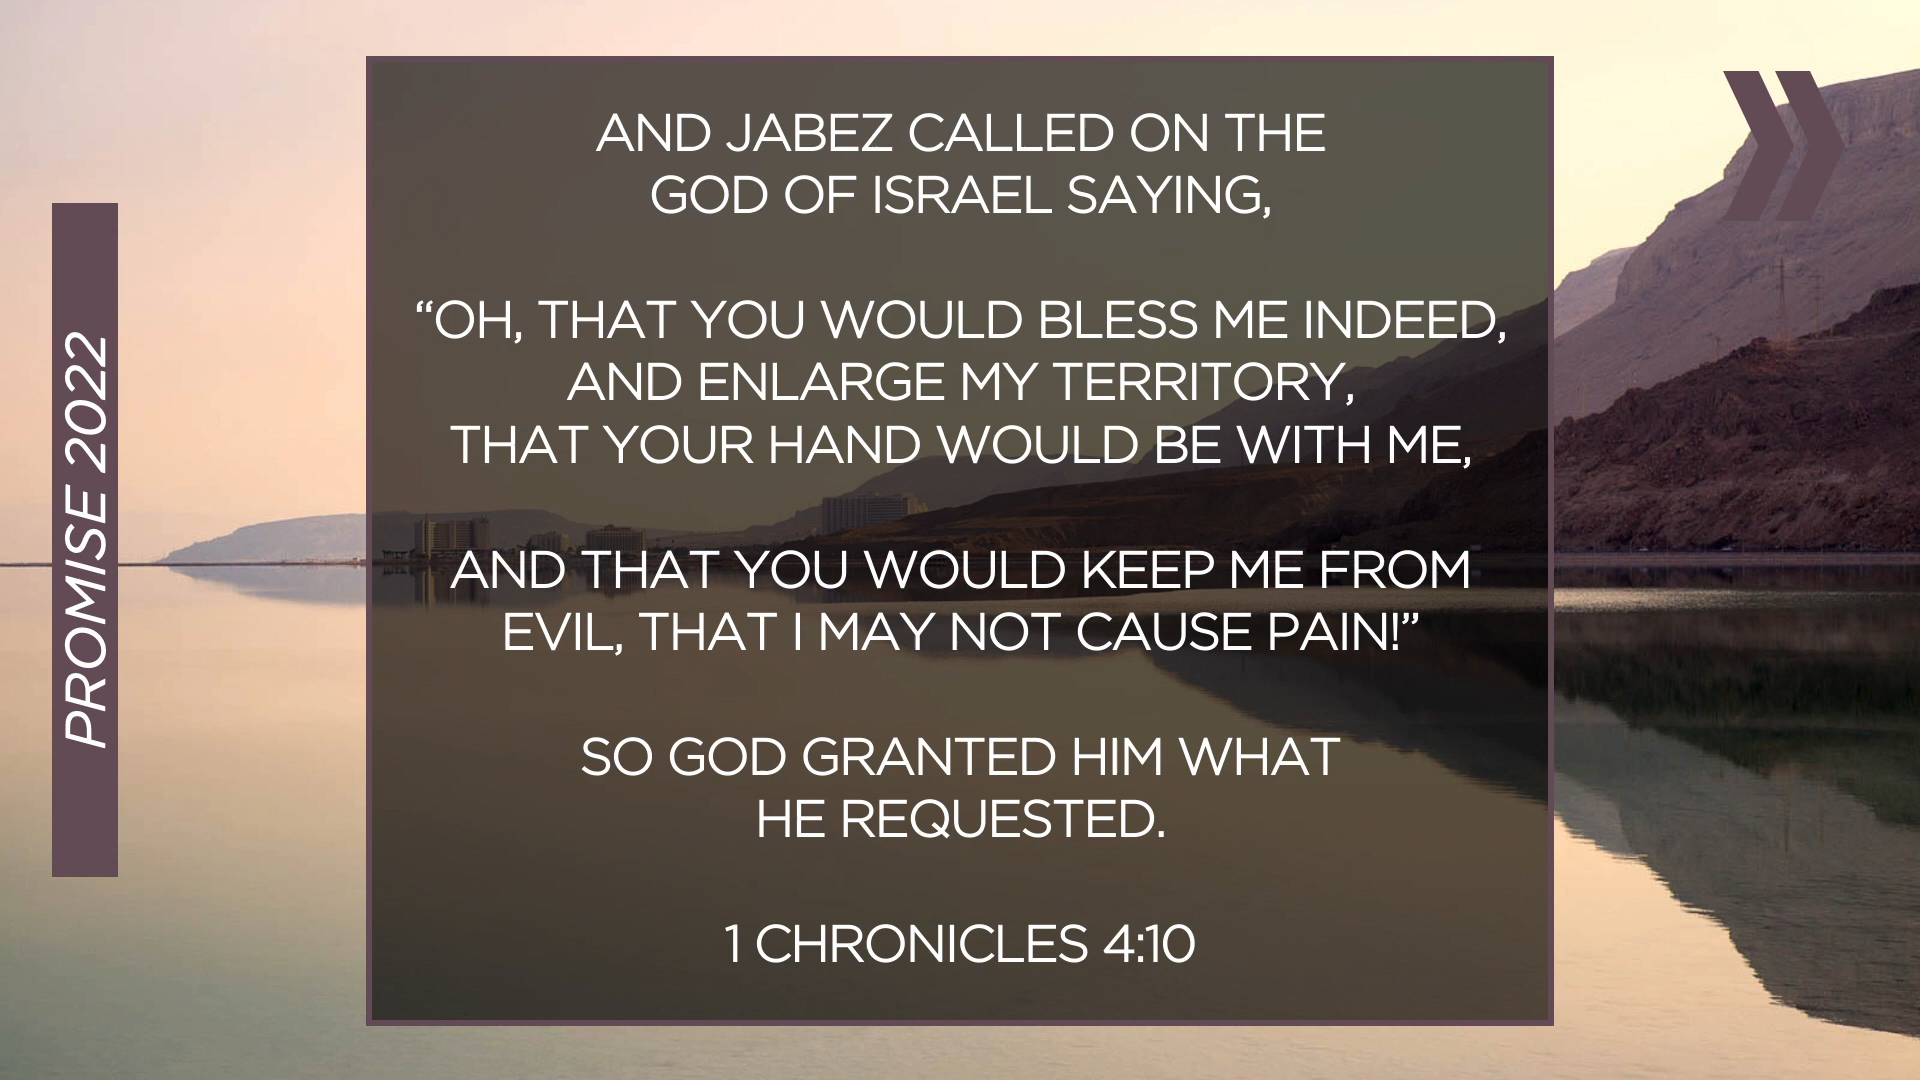 PROMISE 2022
AND JABEZ CALLED ON THE
GOD OF ISRAEL SAYING,
“OH, THAT YOU WOULD BLESS ME INDEED,
AND ENLARGE MY TERRITORY,
THAT YOUR HAND WOULD BE WITH ME,
AND THAT YOU WOULD KEEP ME FROM
EVIL, THAT I MAY NOT CAUSE PAIN!”
SO GOD GRANTED HIM WHAT
HE REQUESTED.
1 CHRONICLES 4:10